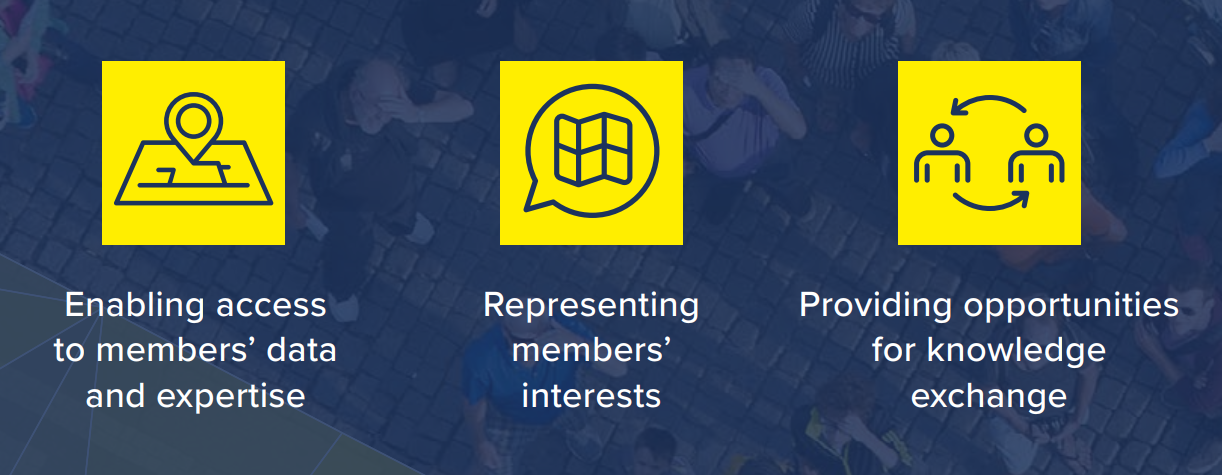 Enabling access
to members’ data
and expertise
Representing
members’
interests
Providing opportunities
for knowledge
exchange